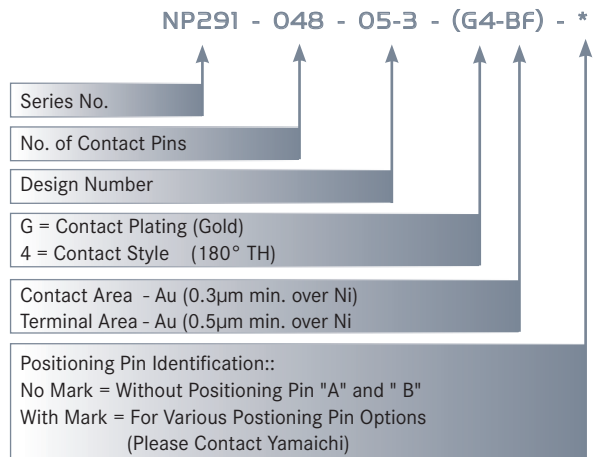 NP291 - 048 - 05-3 - (G4-BF) - *
Series No.
No. of Contact Pins
Design Number
G = Contact Plating (Gold)
4 = Contact Style (180° TH)
Contact Area - Au (0.3µm min. over Ni)
Terminal Area - Au (0.5µm min. over Ni
Positioning Pin Identification::
No Mark = Without Positioning Pin "A" and " B"
With Mark = For Various Postioning Pin Options
(Please Contact Yamaichi)